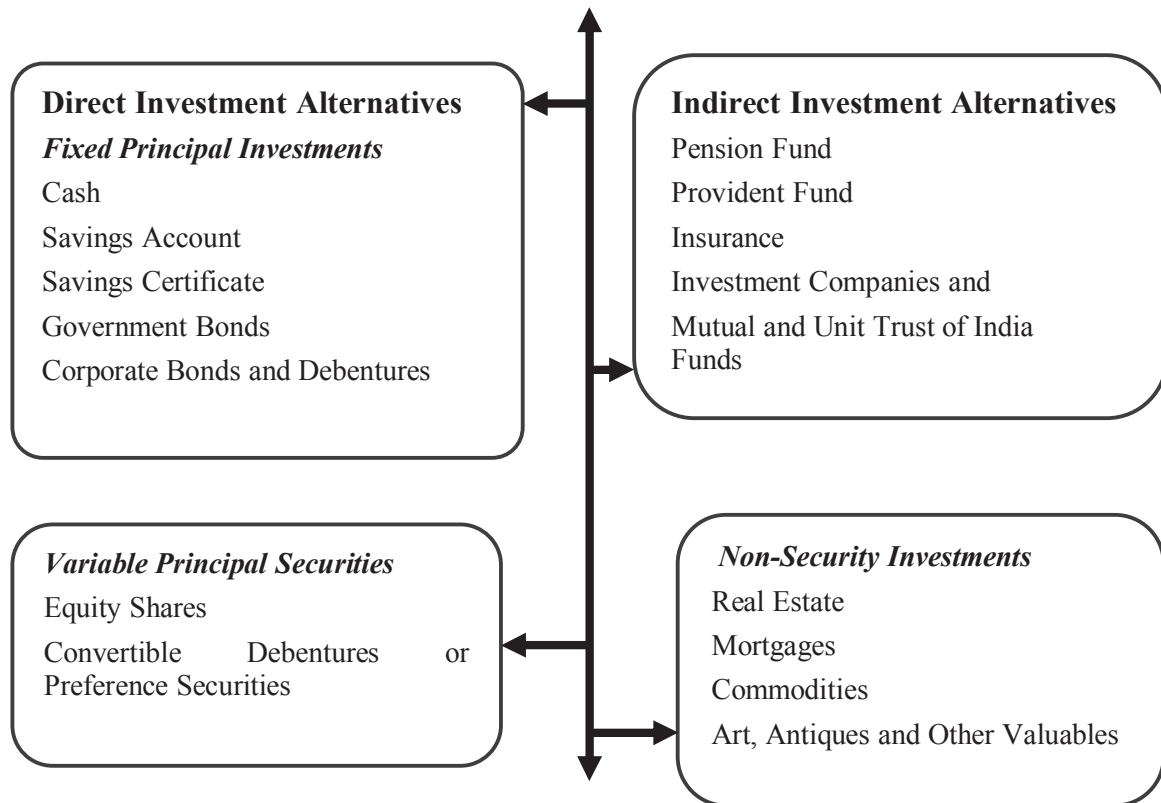 Direct Investment Alternatives
Fixed Principal Investments
Cash
Savings Account
Savings Certificate
Government Bonds
Corporate Bonds and Debentures
Indirect Investment Alternatives
Pension Fund
Provident Fund
Insurance
Investment Companies and
Mutual and Unit Trust of India
Funds
Variable Principal Securities
Equity Shares
Convertible Debentures or
Preference Securities
Non-Security Investments
Real Estate
Mortgages
Commodities
Art, Antiques and Other Valuables